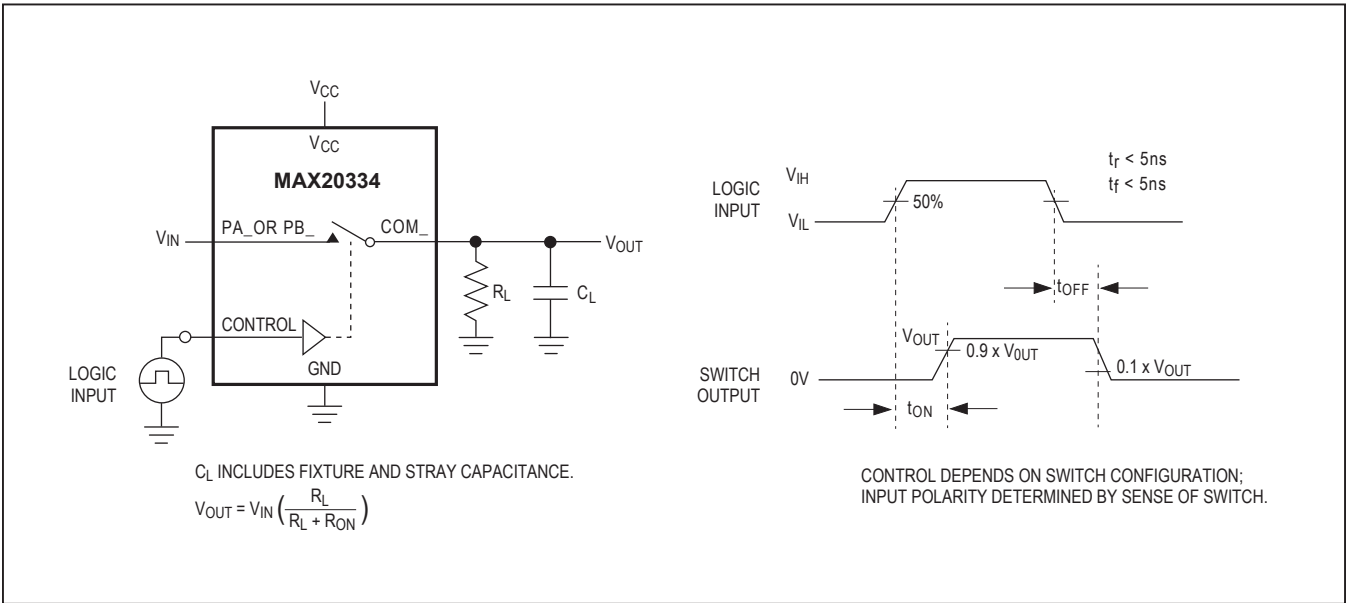 VCC
VCC
MAX20334
VIN
PA_OR PB_
COM_
VOUT
RL
CL
CONTROL
LOGIC
INPUT
GND
CL INCLUDES FIXTURE AND STRAY CAPACITANCE.
VOUT = VIN (RL / RL + RON)
LOGIC
INPUT
VIH
VIL
50%
tr < 5ns
tf < 5ns
tOFF
SWITCH
OUTPUT
VOUT
0V
0.9 x V0UT
0.1 x VOUT
tON
CONTROL DEPENDS ON SWITCH CONFIGURATION;
INPUT POLARITY DETERMINED BY SENSE OF SWITCH.